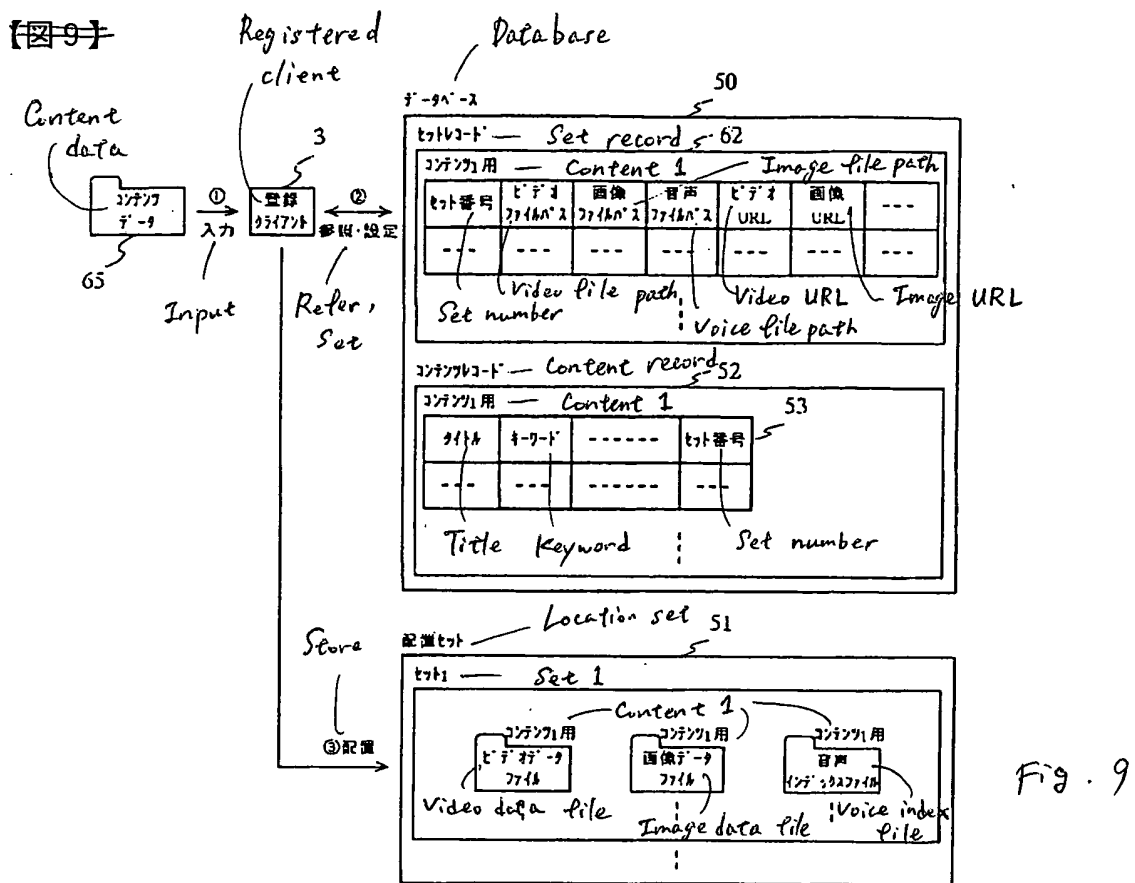 【図9】
Registered
client
Database
データベース
50
Content
data
コンテンツ
データ
65
①
入力
Input
3
登録
クライアント
②
参照・設定
Refer,
Set
セットレコード
Set record
62
コンテンツ1用
Content 1
Image file path
セット番号
ビデオ
ファイルパス
画像
ファイルパス
音声
ファイルパス
ビデオ
URL
画像
URL
---
--- --- --- --- --- --- ---
Set number
Video file path
Voice file path
Video URL
Image URL
コンテンツレコード
Content record
52
コンテンツ1用
Content 1
53
タイトル キーワード ------ セット番号
--- --- ------ ---
Title Keyword Set number
Store
③配置
配置セット
Location set
51
セット1
Set 1
Content 1
コンテンツ1用
ビデオデータ
ファイル
Video data file
コンテンツ1用
画像データ
ファイル
Image data file
コンテンツ1用
音声
インデックスファイル
Voice index
file
Fig. 9